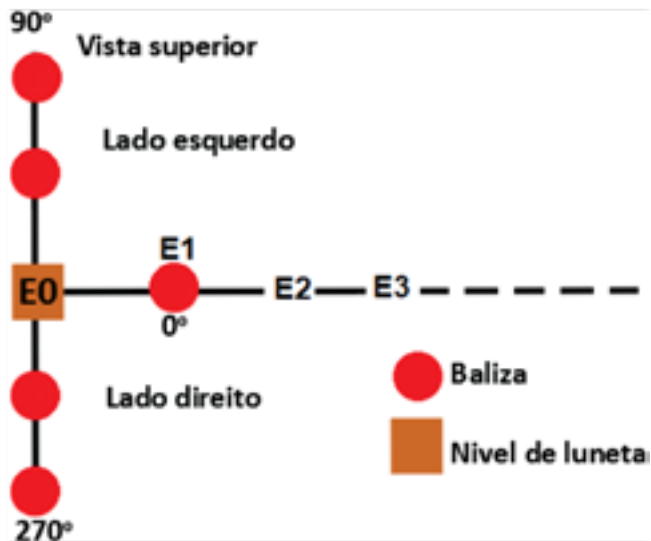 90º
Vista superior
Lado esquerdo
E1
E0
E2
E3
0º
Lado direito
Baliza
Nivel de luneta
270º